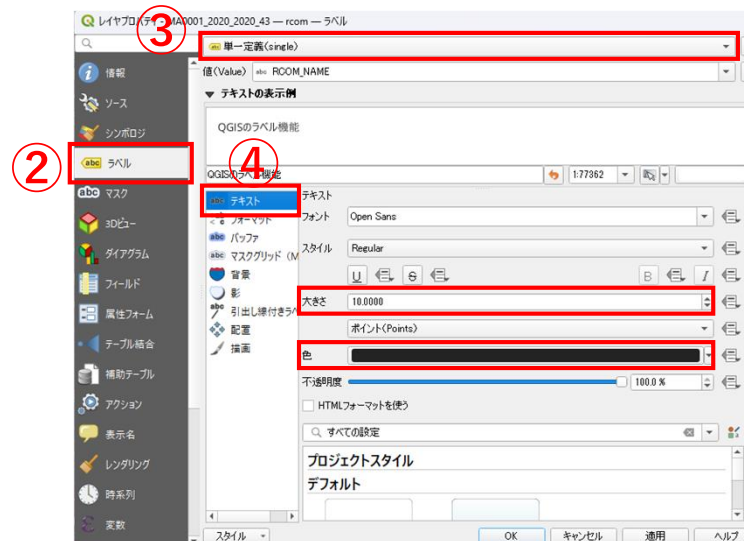 レイヤプロパティ - MA0001_2020_2020_43 — rcom — ラベル
③
単一定義(single)
情報
値(Value) abc RCOM_NAME
テキストの表示例
ソース
シンボロジ
QGISのラベル機能
② abc ラベル
④
QGISのラベル機能
1:77362
abc マスク
abc テキスト
テキスト
フォーマット
フォント Open Sans
3Dビュー
abc バッファ
abc マスクグリッド (M
スタイル Regular
ダイアグラム
背景
U S B I
フィールド
影
大きさ 10.0000
属性フォーム
abc 引出し線付きラベ
配置
ポイント(Points)
テーブル結合
描画
色
補助テーブル
不透明度 100.0 %
アクション
HTMLフォーマットを使う
表示名
すべての設定
レンダリング
プロジェクトスタイル
デフォルト
時系列
変数
スタイル
OK キャンセル 適用 ヘルプ